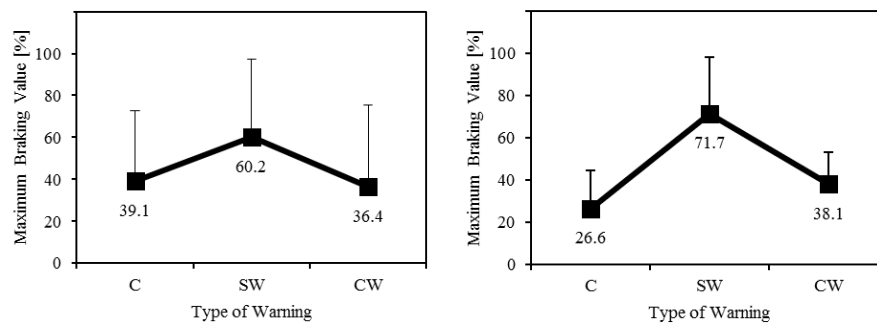 Maximum Braking Value [%]
100
80
60
40
20
0
39.1
60.2
36.4
C
SW
CW
Type of Warning
Maximum Braking Value [%]
100
80
60
40
20
0
26.6
71.7
38.1
C
SW
CW
Type of Warning